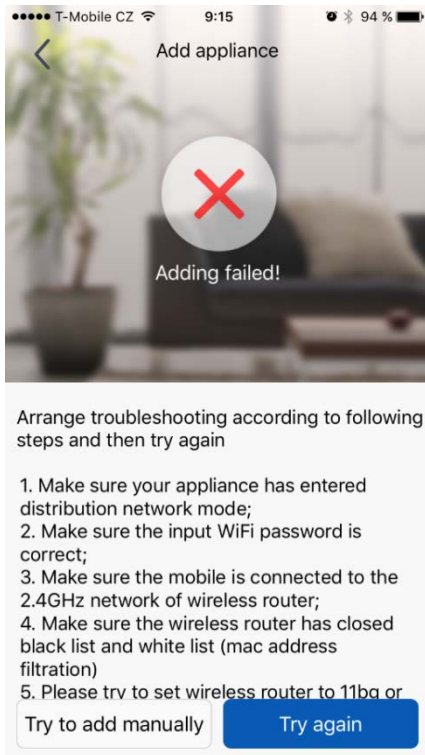 T-Mobile CZ 9:15 94 %
Add appliance
Adding failed!
Arrange troubleshooting according to following
steps and then try again
1. Make sure your appliance has entered
distribution network mode;
2. Make sure the input WiFi password is
correct;
3. Make sure the mobile is connected to the
2.4GHz network of wireless router;
4. Make sure the wireless router has closed
black list and white list (mac address
filtration)
5. Please try to set wireless router to 11bg or
Try to add manually Try again